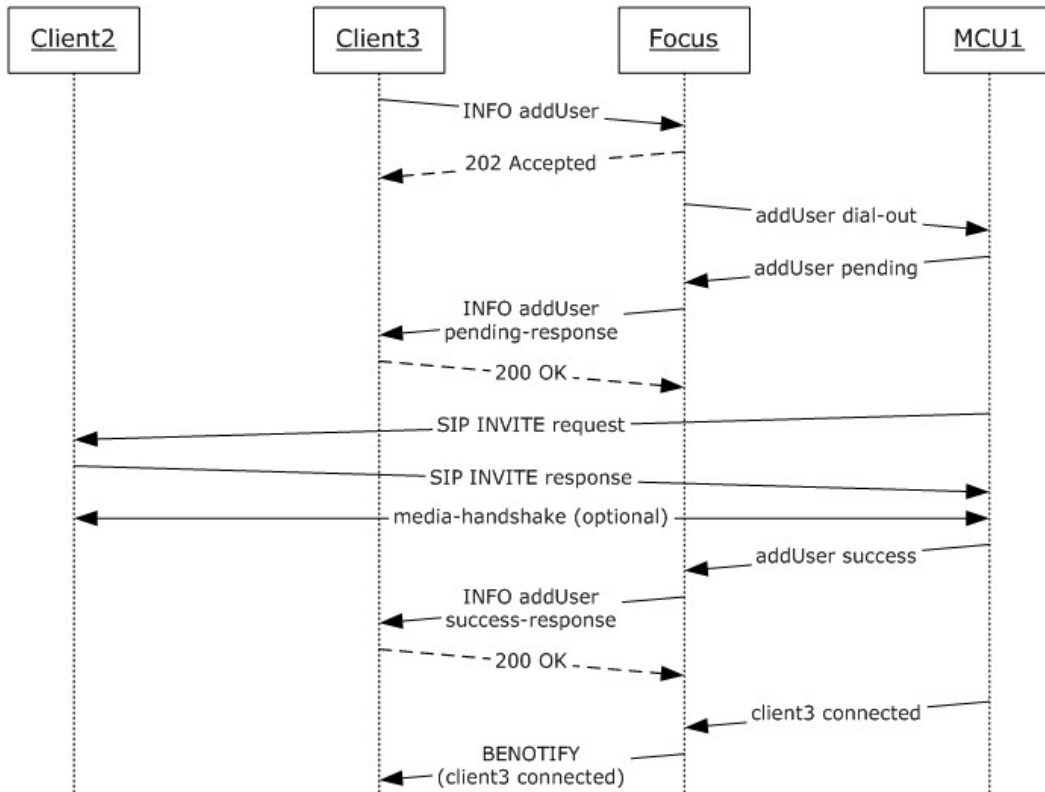 Client2
Client3
Focus
MCU1
INFO addUser
202 Accepted
addUser dial-out
addUser pending
INFO addUser
pending-response
200 OK
SIP INVITE request
SIP INVITE response
media-handshake (optional)
addUser success
INFO addUser
success-response
200 OK
client3 connected
BENOTIFY
(client3 connected)